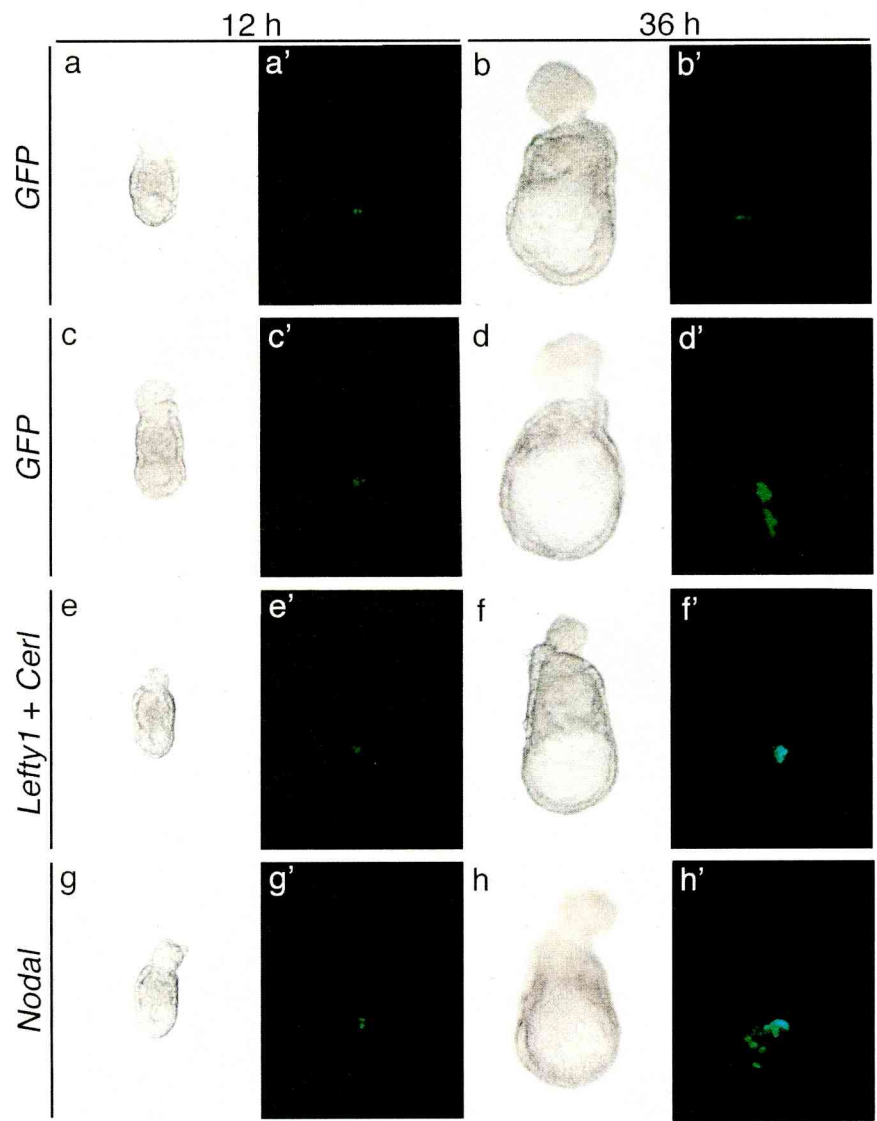 12 h 36 h
a a’ b b’
GFP
c c’ d d’
GFP
e e’ f f’
Lefty1 + Cerl
g g’ h h’
Nodal